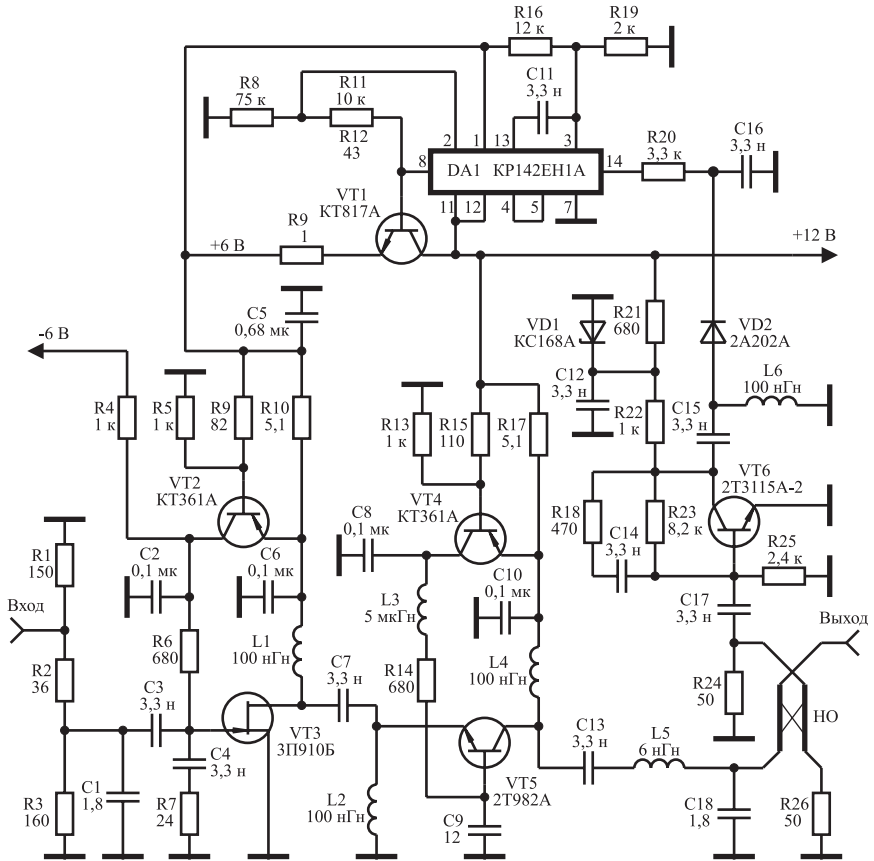 R16
12 к
R19
2 к
R8
75 к
R11
10 к
R12
43
C11
3,3 н
2
1
13
3
8
DA1 КР142ЕН1А
14
11
12
4
5
7
R20
3,3 к
C16
3,3 н
VT1
КТ817А
R9
1
+6 В
+12 В
C5
0,68 мк
-6 В
VD1
КС168А
R21
680
VD2
2А202А
R4
1 к
R5
1 к
R9
82
R10
5,1
R13
1 к
R15
110
R17
5,1
C12
3,3 н
R22
1 к
C15
3,3 н
L6
100 нГн
VT2
КТ361А
VT4
КТ361А
VT6
2Т3115А-2
R1
150
C2
0,1 мк
C6
0,1 мк
C8
0,1 мк
R18
470
C14
3,3 н
R23
8,2 к
R25
2,4 к
Вход
R2
36
R6
680
L1
100 нГн
L3
5 мкГн
C10
0,1 мк
C17
3,3 н
Выход
C3
3,3 н
C7
3,3 н
R14
680
L4
100 нГн
R24
50
НО
VT3
3П910Б
C4
3,3 н
C13
3,3 н
L5
6 нГн
R3
160
C1
1,8
R7
24
L2
100 нГн
VT5
2Т982А
C9
12
C18
1,8
R26
50